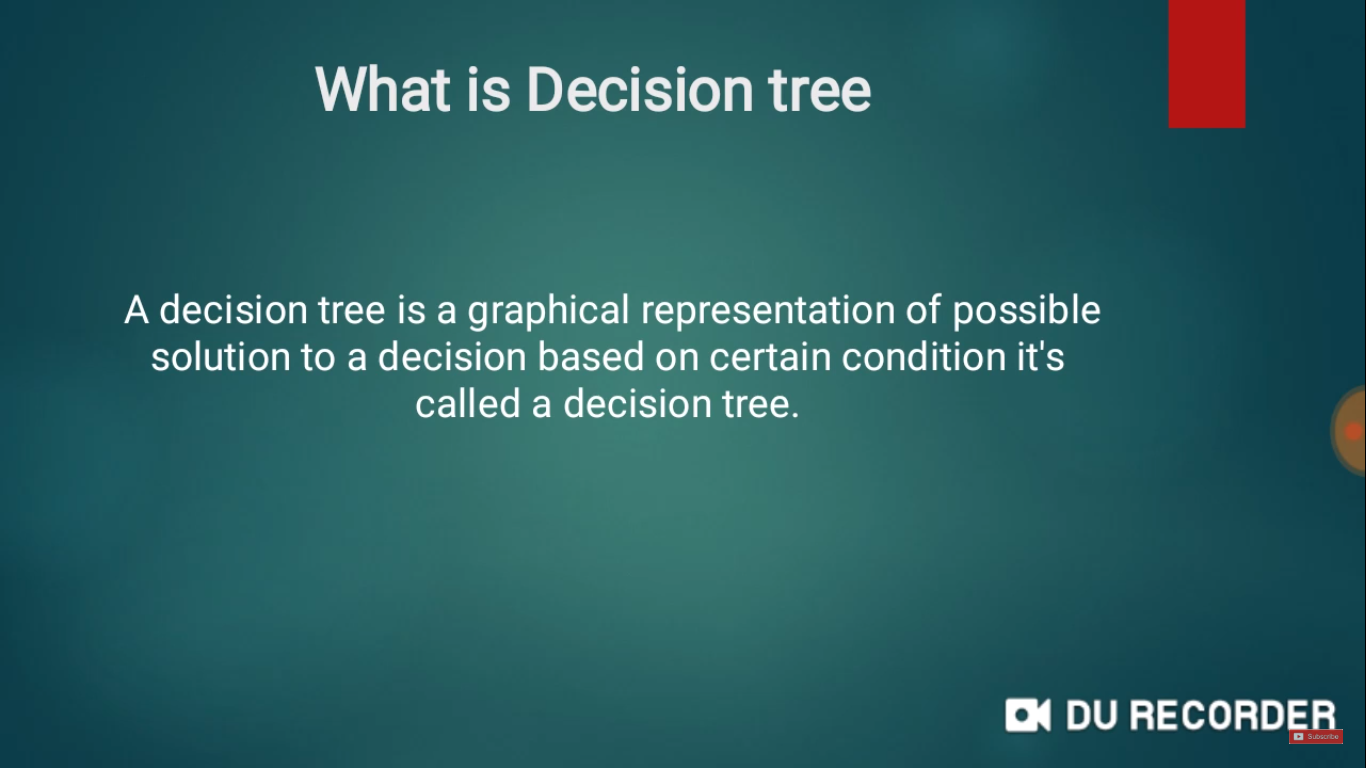 What is Decision tree
A decision tree is a graphical representation of possible
solution to a decision based on certain condition it's
called a decision tree.
DU RECORDER
Subscribe